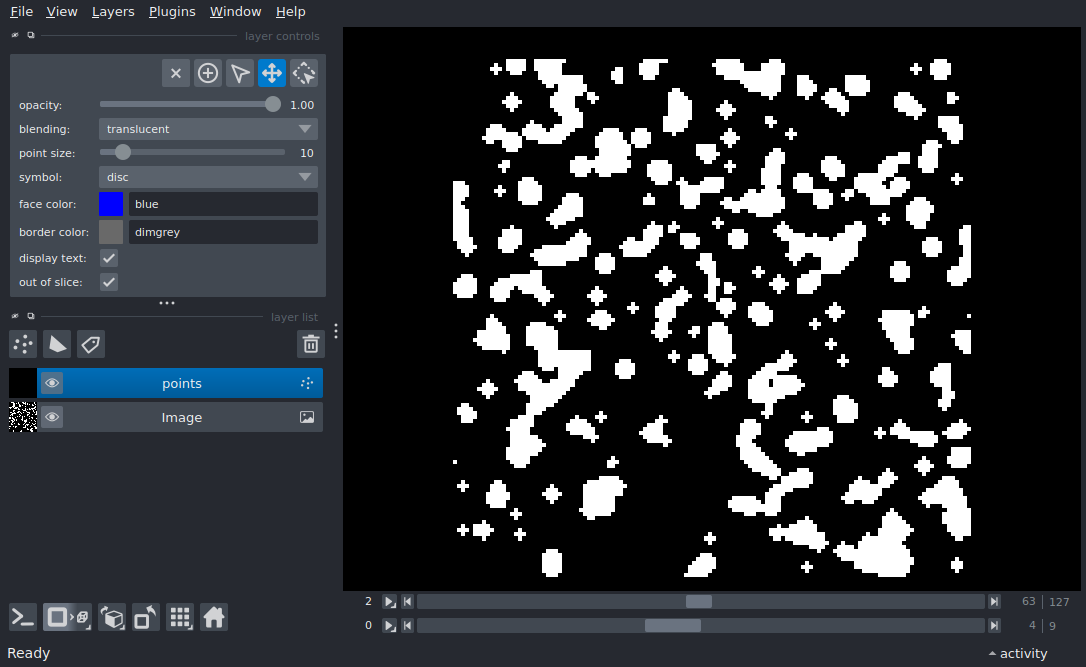 File View Layers Plugins Window Help
layer controls
opacity: 1.00
blending: translucent
point size: 10
symbol: disc
face color: blue
border color: dimgrey
display text:
out of slice:
layer list
points
Image
2 63 127
0 4 9
Ready activity